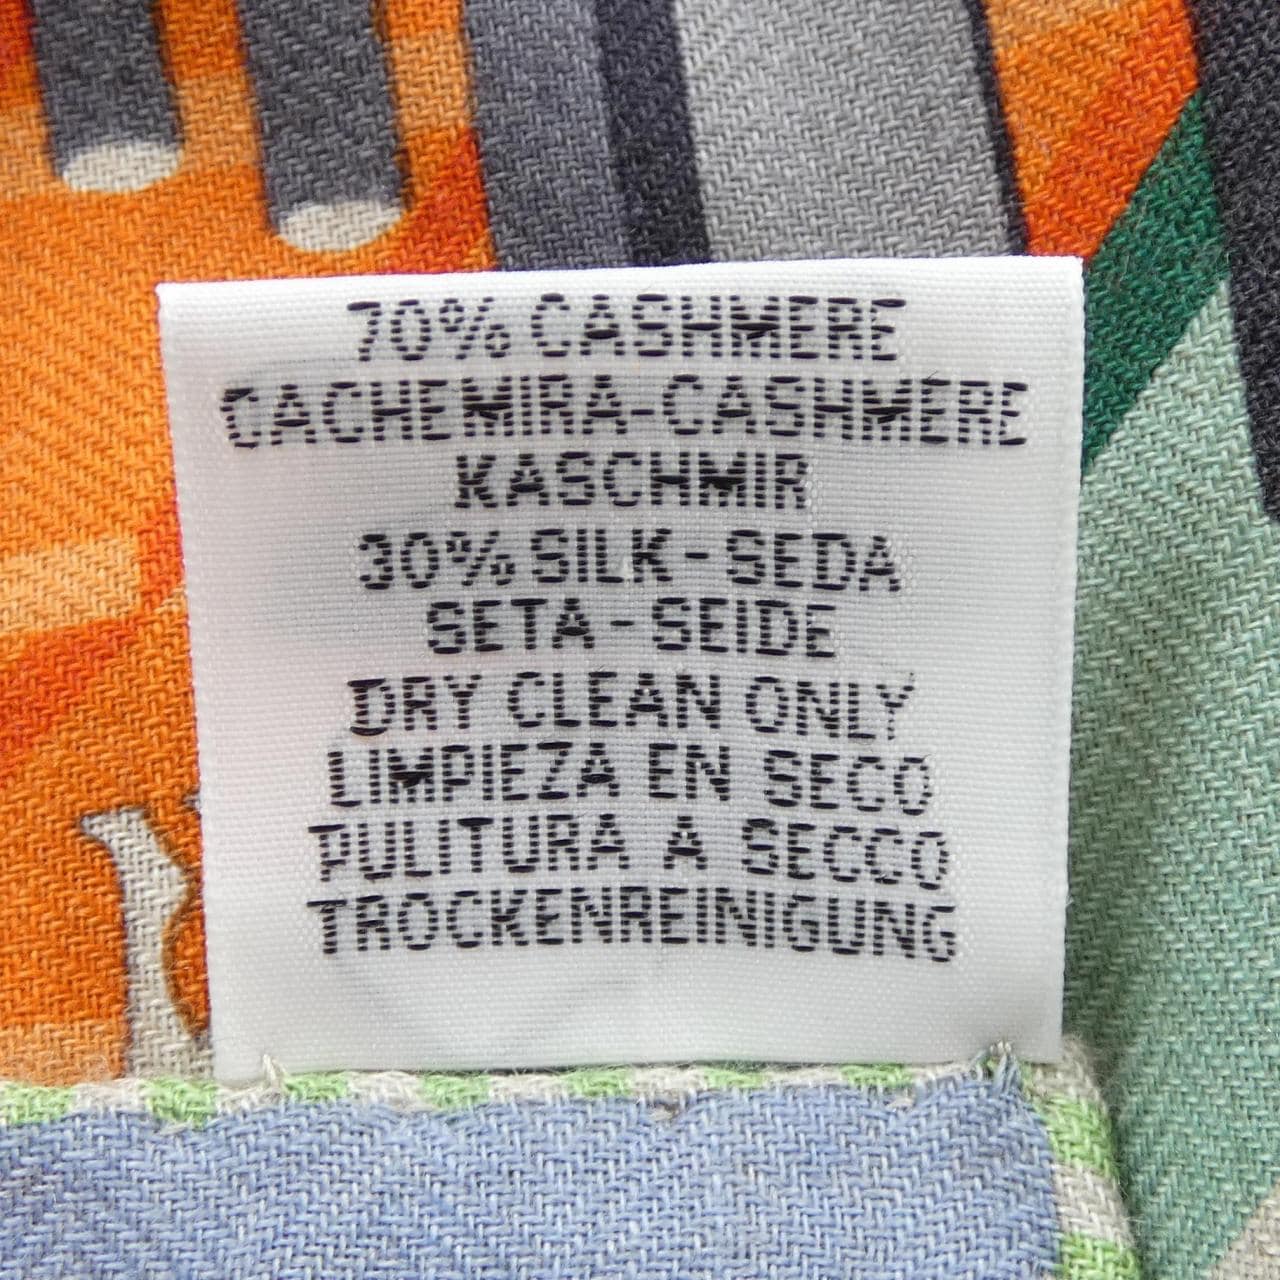 70% CASHMERE
CACHEMIRA-CASHMERE
KASCHMIR
30% SILK-SEDA
SETA-SEIDE
DRY CLEAN ONLY
LIMPIEZA EN SECO
PULITURA A SECCO
TROCKENREINIGUNG